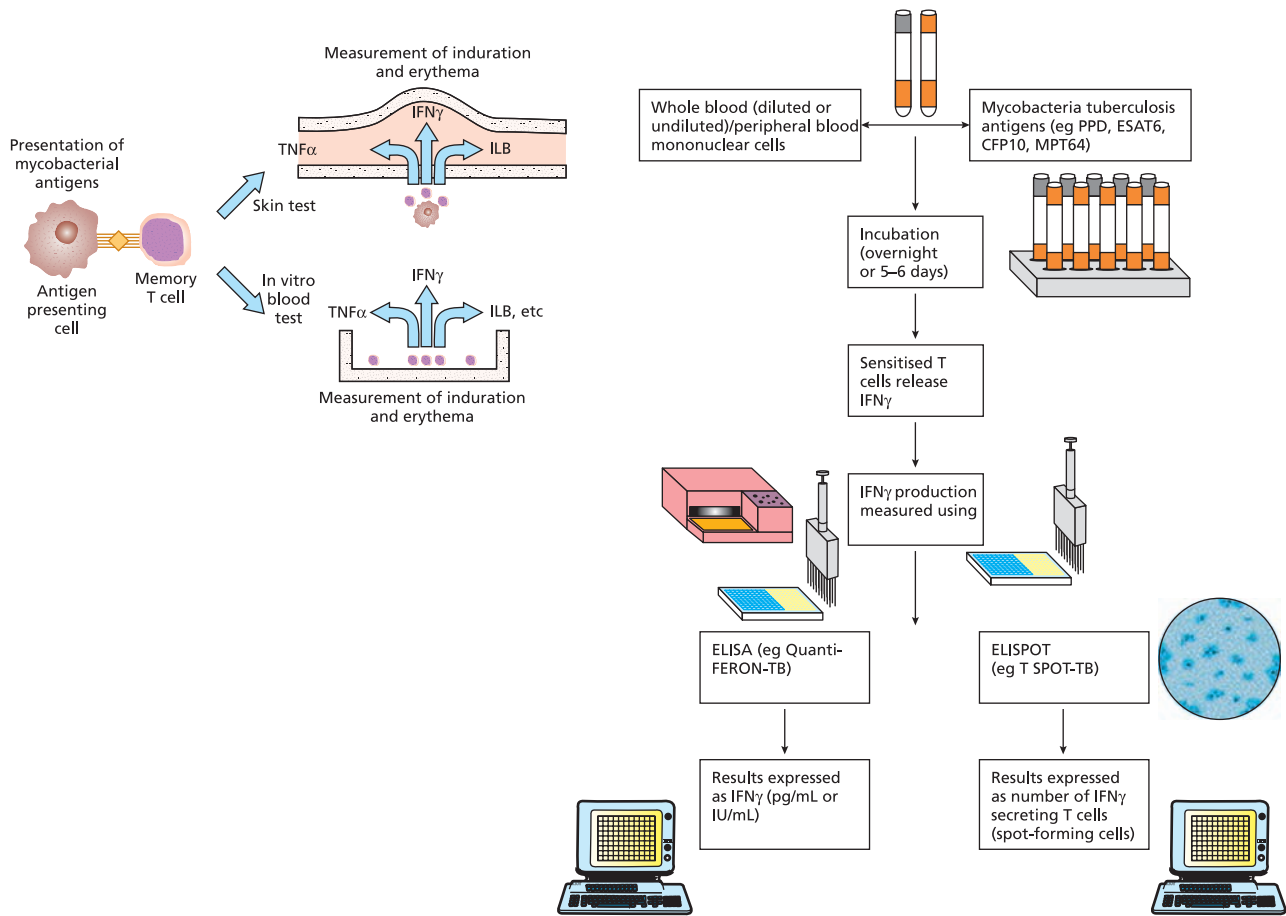 Measurement of induration
and erythema
IFNγ
TNFα
ILB
Presentation of
mycobacterial
antigens
Skin test
Antigen
presenting
cell
Memory
T cell
In vitro
blood
test
IFNγ
TNFα
ILB, etc
Measurement of induration
and erythema
Whole blood (diluted or
undiluted)/peripheral blood
mononuclear cells
Mycobacteria tuberculosis
antigens (eg PPD, ESAT6,
CFP10, MPT64)
Incubation
(overnight
or 5–6 days)
Sensitised T
cells release
IFNγ
IFNγ production
measured using
ELISA (eg Quanti-
FERON-TB)
ELISPOT
(eg T SPOT-TB)
Results expressed
as IFNγ (pg/mL or
IU/mL)
Results expressed
as number of IFNγ
secreting T cells
(spot-forming cells)